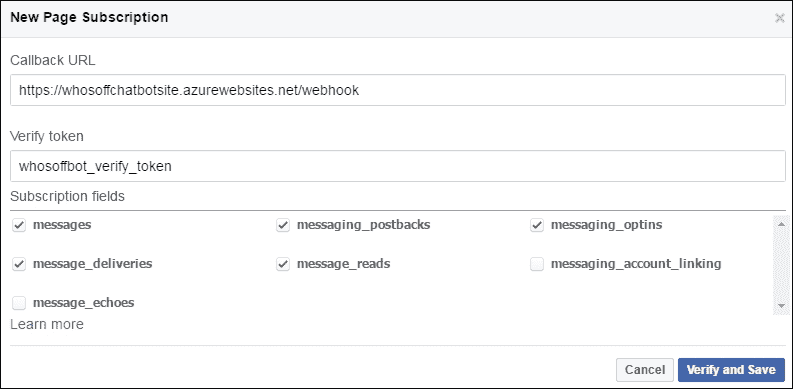 New Page Subscription
Callback URL
https://whosoffchatbotsite.azurewebsites.net/webhook
Verify token
whosoffbot_verify_token
Subscription fields
messages messaging_postbacks messaging_optins
message_deliveries message_reads messaging_account_linking
message_echoes
Learn more
Cancel Verify and Save